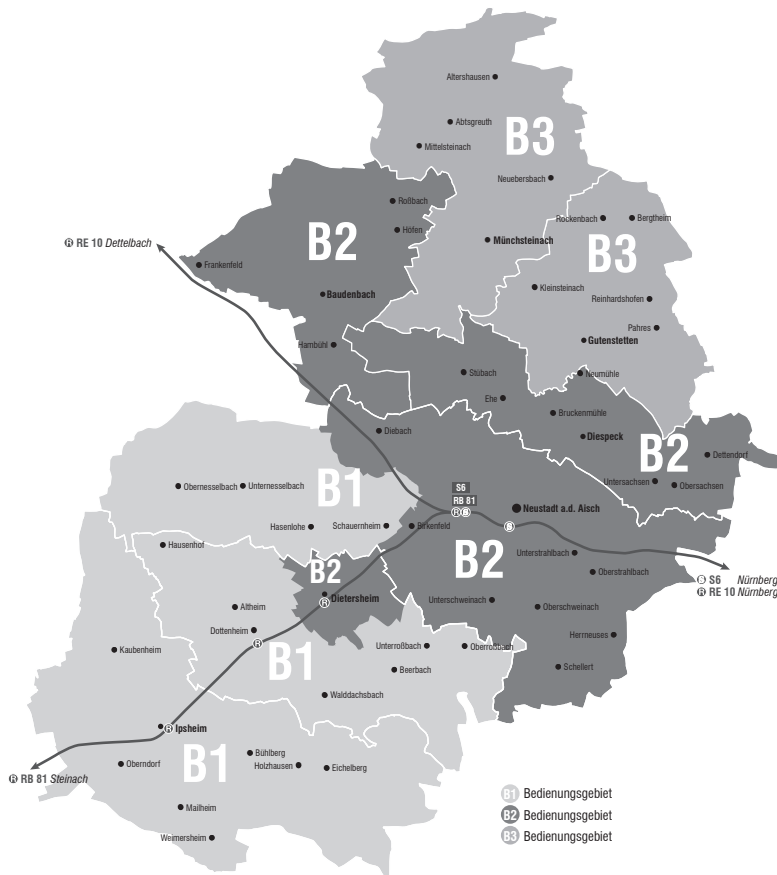 Altershausen
Abtsgreuth
B3
Mittelsteinach
Neuebersbach
Roßbach
Rockenbach
Bergtheim
B2
Höfen
Münchsteinach
B3
R RE 10 Dettelbach
Frankenfeld
Kleinsteinach
Baudenbach
Reinhardshofen
Pahres
Hambühl
Gutenstetten
Stübach
Neumühle
Ehe
Bruckenmühle
Diebach
Diespeck
B2
Dettendorf
Obernesselbach
Unternesselbach
B1
S6
RB 81
Untersachsen
Obersachsen
R S
Neustadt a.d. Aisch
Hasenlohe
Schauernheim
Birkenfeld
S
Hausenhof
B2
B2
Unterstrahlbach
Oberstrahlbach
S S6 Nürnberg
R RE 10 Nürnberg
Dietersheim
R
Altheim
Unterschweinach
Oberschweinach
Dottenheim
R
Herrneuses
Kaubenheim
B1
Unterroßbach
Oberroßbach
Beerbach
Schellert
Walddachsbach
R Ipsheim
B1
Bühlberg
Oberndorf
Holzhausen
Eichelberg
R RB 81 Steinach
B1 Bedienungsgebiet
Mailheim
B2 Bedienungsgebiet
Weimersheim
B3 Bedienungsgebiet